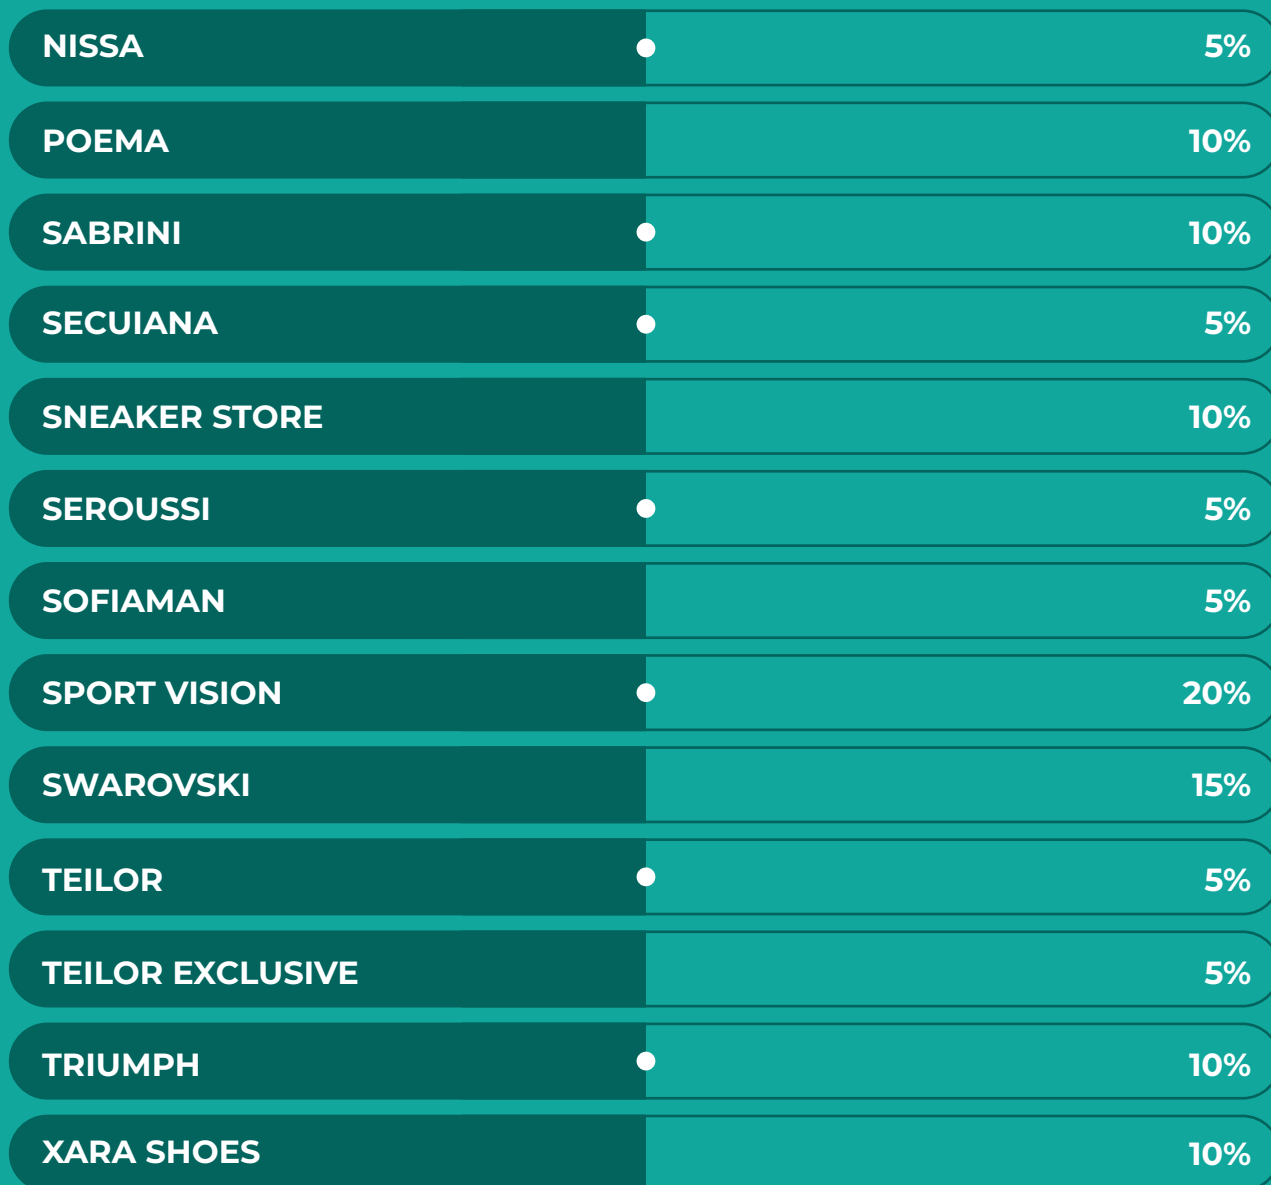 NISSA 5%
POEMA 10%
SABRINI 10%
SECUIANA 5%
SNEAKER STORE 10%
SEROUSSI 5%
SOFIAMAN 5%
SPORT VISION 20%
SWAROVSKI 15%
TEILOR 5%
TEILOR EXCLUSIVE 5%
TRIUMPH 10%
XARA SHOES 10%